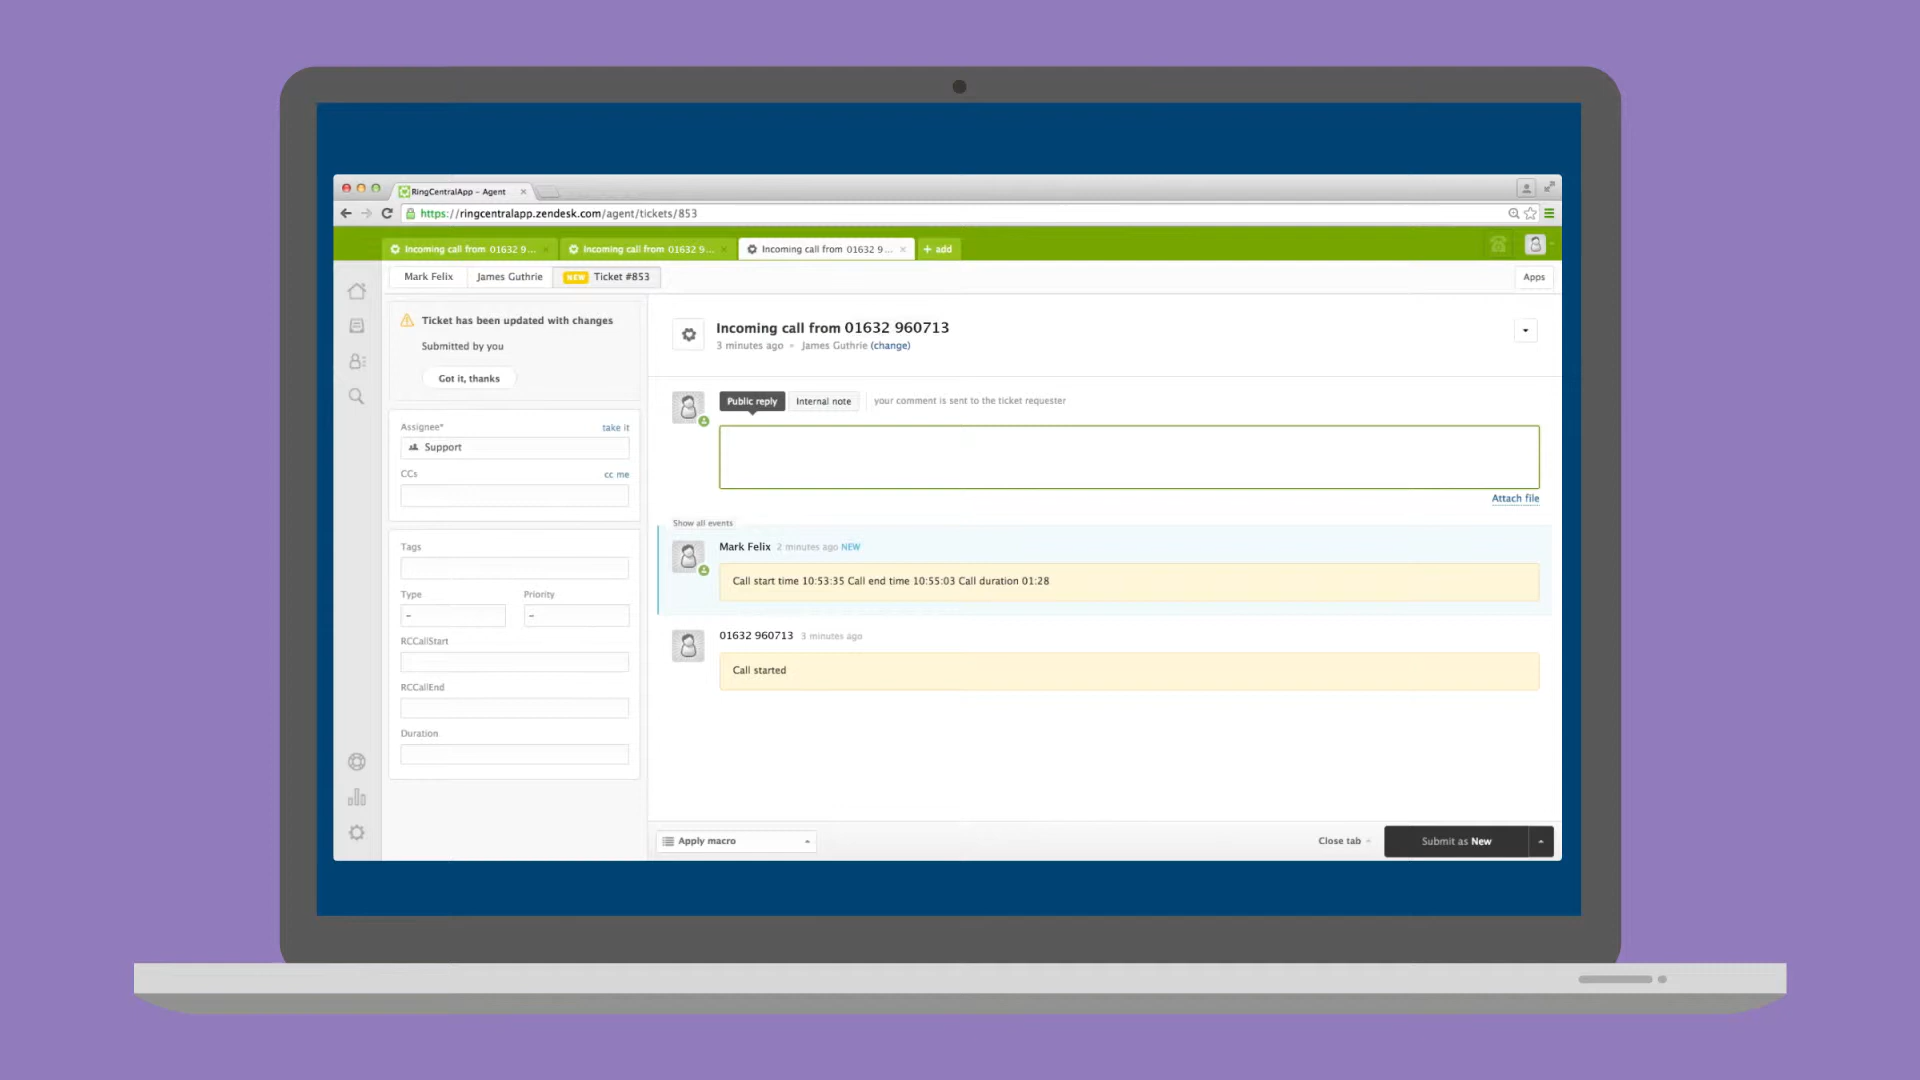 RingCentralApp - Agent
https://ringcentralapp.zendesk.com/agent/tickets/853
Incoming call from 01632 9...
Incoming call from 01632 9...
Incoming call from 01632 9...
+ add
Mark Felix
James Guthrie
NEW Ticket #853
Apps
Ticket has been updated with changes
Submitted by you
Got it, thanks
Assignee*
take it
Support
CCs
cc me
Tags
Type
Priority
-
-
RCCallStart
RCCallEnd
Duration
Incoming call from 01632 960713
3 minutes ago • James Guthrie (change)
Public reply
Internal note
your comment is sent to the ticket requester
Attach file
Show all events
Mark Felix 2 minutes ago NEW
Call start time 10:53:35 Call end time 10:55:03 Call duration 01:28
01632 960713 3 minutes ago
Call started
Apply macro
Close tab
Submit as New